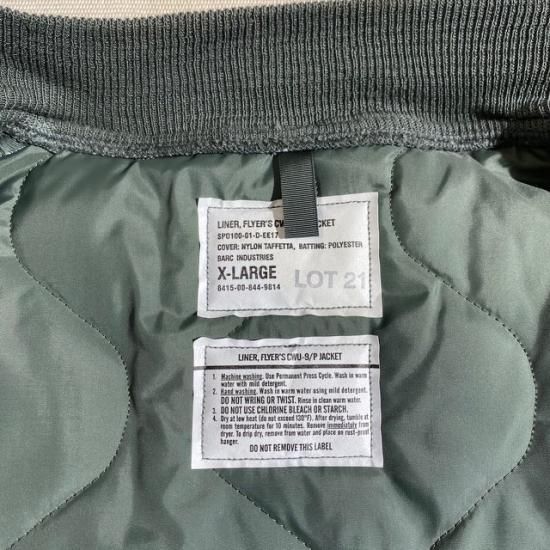 LINER, FLYER'S CWU JACKET
SPO100-01-D-EE17
COVER: NYLON TAFFETTA, BATTING: POLYESTER
BARC INDUSTRIES
X-LARGE LOT 21
8415-00-844-9814
LINER, FLYER'S CWU-9/P JACKET
1. Machine washing. Use Permanent Press Cycle. Wash in warm
water with mild detergent.
2. Hand washing. Wash in warm water using mild detergent.
DO NOT WRING OR TWIST. Rinse in clean warm water.
3. DO NOT USE CHLORINE BLEACH OR STARCH.
4. Dry at low heat (do not exceed 130°F). After drying, tumble at
room temperature for 10 minutes. Remove immediately from
dryer. To drip dry, remove from water and place on rust-proof
hanger.
DO NOT REMOVE THIS LABEL